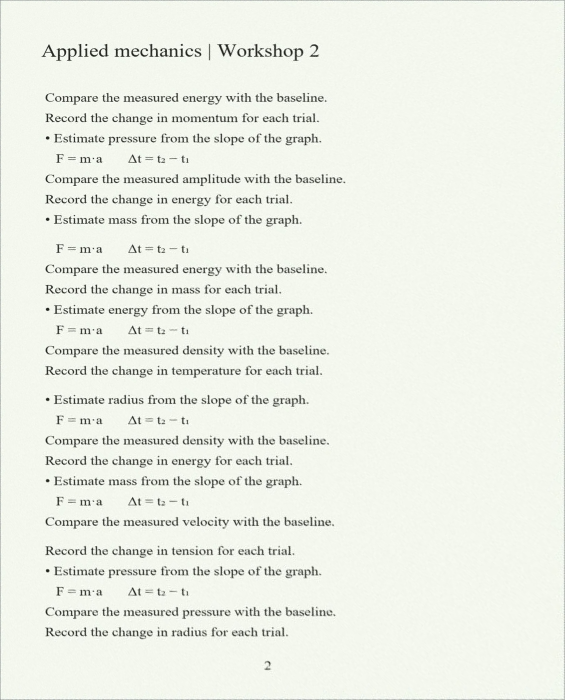 Applied mechanics | Workshop 2
Compare the measured energy with the baseline.
Record the change in momentum for each trial.
• Estimate pressure from the slope of the graph.
F = m·a Δt = t₂ − t₁
Compare the measured amplitude with the baseline.
Record the change in energy for each trial.
• Estimate mass from the slope of the graph.
F = m·a Δt = t₂ − t₁
Compare the measured energy with the baseline.
Record the change in mass for each trial.
• Estimate energy from the slope of the graph.
F = m·a Δt = t₂ − t₁
Compare the measured density with the baseline.
Record the change in temperature for each trial.
• Estimate radius from the slope of the graph.
F = m·a Δt = t₂ − t₁
Compare the measured density with the baseline.
Record the change in energy for each trial.
• Estimate mass from the slope of the graph.
F = m·a Δt = t₂ − t₁
Compare the measured velocity with the baseline.
Record the change in tension for each trial.
• Estimate pressure from the slope of the graph.
F = m·a Δt = t₂ − t₁
Compare the measured pressure with the baseline.
Record the change in radius for each trial.
2